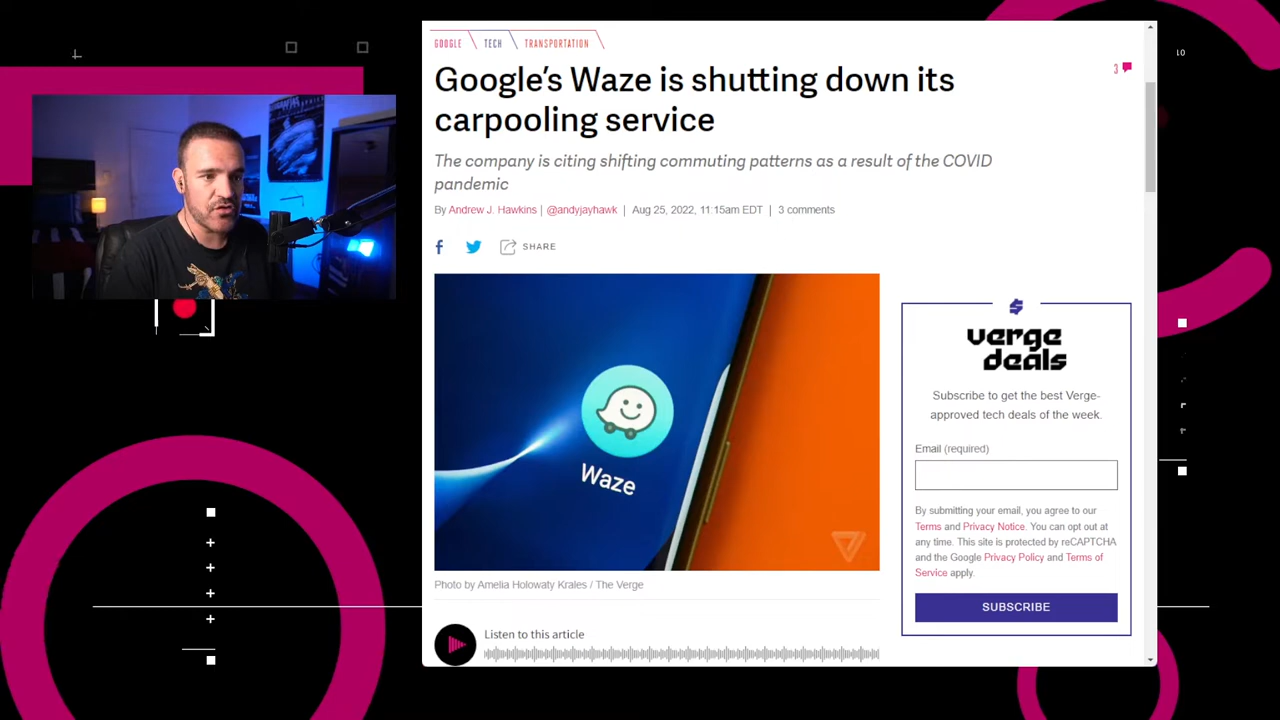 GOOGLE TECH TRANSPORTATION
Google's Waze is shutting down its
carpooling service
3
The company is citing shifting commuting patterns as a result of the COVID
pandemic
By Andrew J. Hawkins | @andyjayhawk | Aug 25, 2022, 11:15am EDT | 3 comments
SHARE
Waze
Photo by Amelia Holowaty Krales / The Verge
Listen to this article
verge
deals
Subscribe to get the best Verge-
approved tech deals of the week.
Email (required)
By submitting your email, you agree to our
Terms and Privacy Notice. You can opt out at
any time. This site is protected by reCAPTCHA
and the Google Privacy Policy and Terms of
Service apply.
SUBSCRIBE